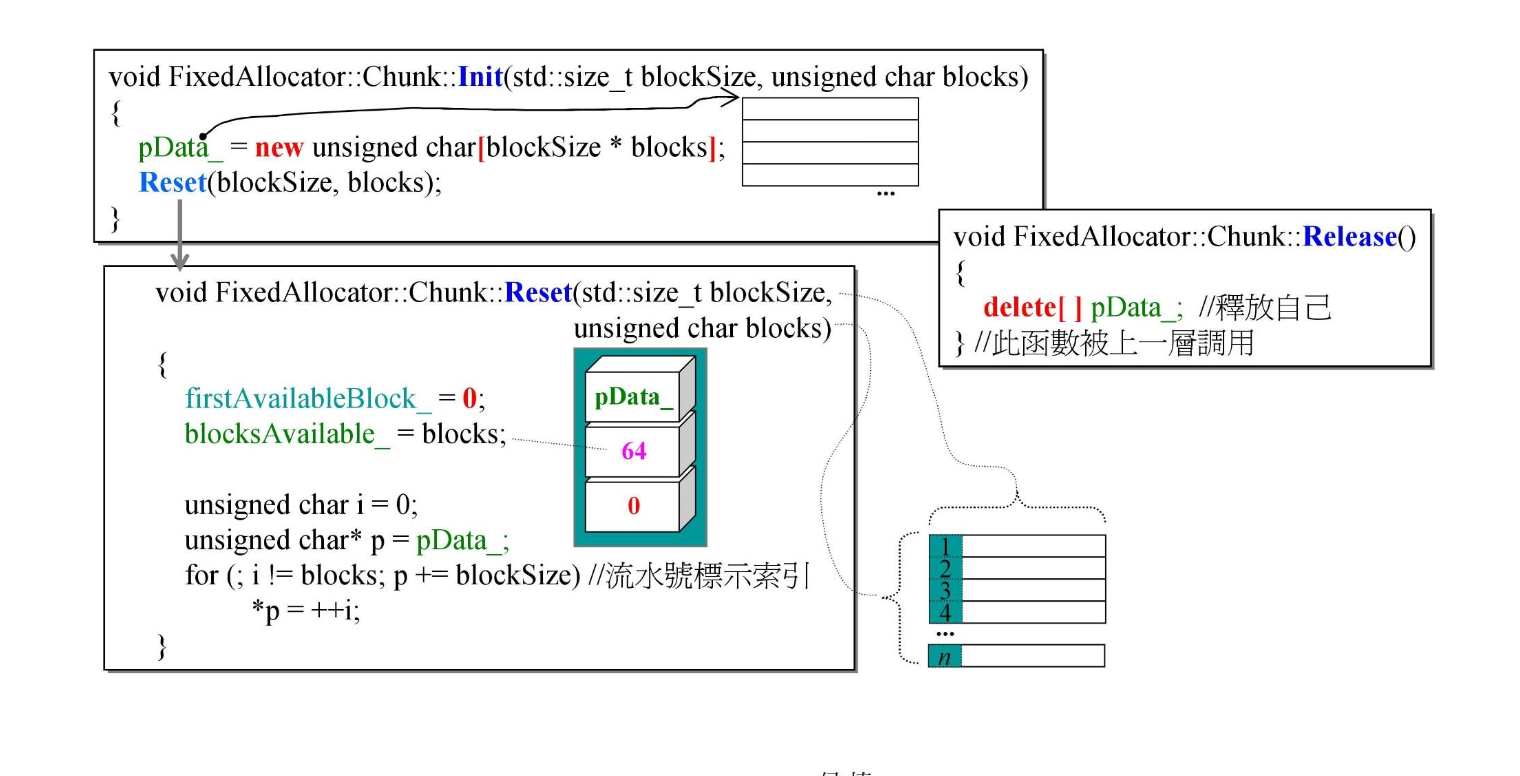 void FixedAllocator::Chunk::Init(std::size_t blockSize, unsigned char blocks)
{
pData_ = new unsigned char[blockSize * blocks];
Reset(blockSize, blocks);
...
}
void FixedAllocator::Chunk::Release()
{
delete[ ] pData_; //釋放自己
} //此函數被上一層調用
void FixedAllocator::Chunk::Reset(std::size_t blockSize,
unsigned char blocks)
{
firstAvailableBlock_ = 0;
blocksAvailable_ = blocks;
unsigned char i = 0;
unsigned char* p = pData_;
for (; i != blocks; p += blockSize) //流水號標示索引
*p = ++i;
}
pData_
64
0
1
2
3
4
...
n